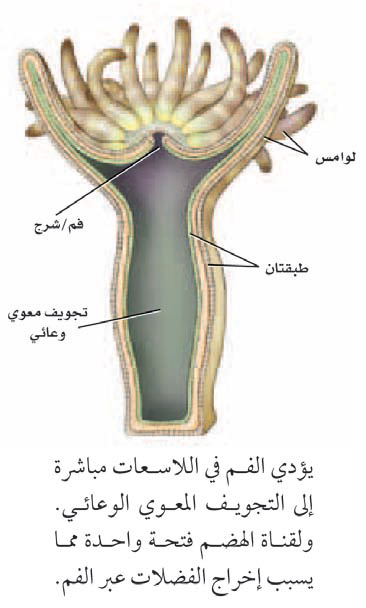 لوامس
فم/شرج
طبقتان
تجويف معوي
وعائي
يؤدي الفم في اللاسعات مباشرة
إلى التجويف المعوي الوعائي.
ولقناة الهضم فتحة واحدة مما
يسبب إخراج الفضلات عبر الفم.